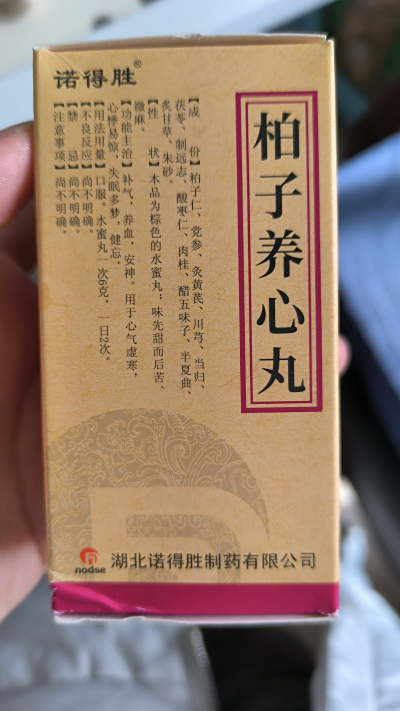 诺得胜®
柏子养心丸
【成 份】柏子仁、党参、炙黄芪、川芎、当归、
茯苓、制远志、酸枣仁、肉桂、醋五味子、半夏曲、
炙甘草、朱砂。
【性 状】本品为棕色的水蜜丸；味先甜而后苦、
微麻。
【功能主治】补气，养血，安神。用于心气虚寒，
心悸易惊，失眠多梦，健忘。
【用法用量】口服。水蜜丸一次6克，一日2次。
【不良反应】尚不明确。
【禁 忌】尚不明确。
【注意事项】尚不明确。
nodse
湖北诺得胜制药有限公司